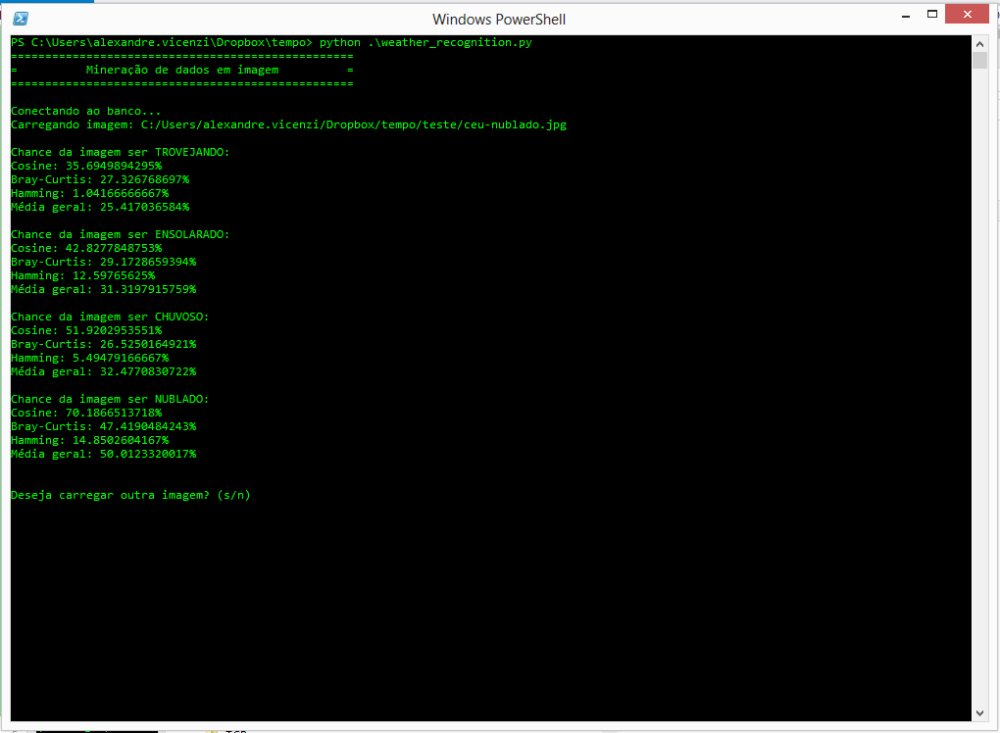 Windows PowerShell
PS C:\Users\alexandre.vicenzi\Dropbox\tempo> python .\weather_recognition.py
==================================================
=          Mineração de dados em imagem          =
==================================================
Conectando ao banco...
Carregando imagem: C:/Users/alexandre.vicenzi/Dropbox/tempo/teste/ceu-nublado.jpg
Chance da imagem ser TROVEJANDO:
Cosine: 35.6949894295%
Bray-Curtis: 27.326768697%
Hamming: 1.04166666667%
Média geral: 25.417036584%
Chance da imagem ser ENSOLARADO:
Cosine: 42.8277848753%
Bray-Curtis: 29.1728659394%
Hamming: 12.59765625%
Média geral: 31.3197915759%
Chance da imagem ser CHUVOSO:
Cosine: 51.9202953551%
Bray-Curtis: 26.5250164921%
Hamming: 5.49479166667%
Média geral: 32.4770830722%
Chance da imagem ser NUBLADO:
Cosine: 70.1866513718%
Bray-Curtis: 47.4190484243%
Hamming: 14.8502604167%
Média geral: 50.0123320017%
Deseja carregar outra imagem? (s/n)